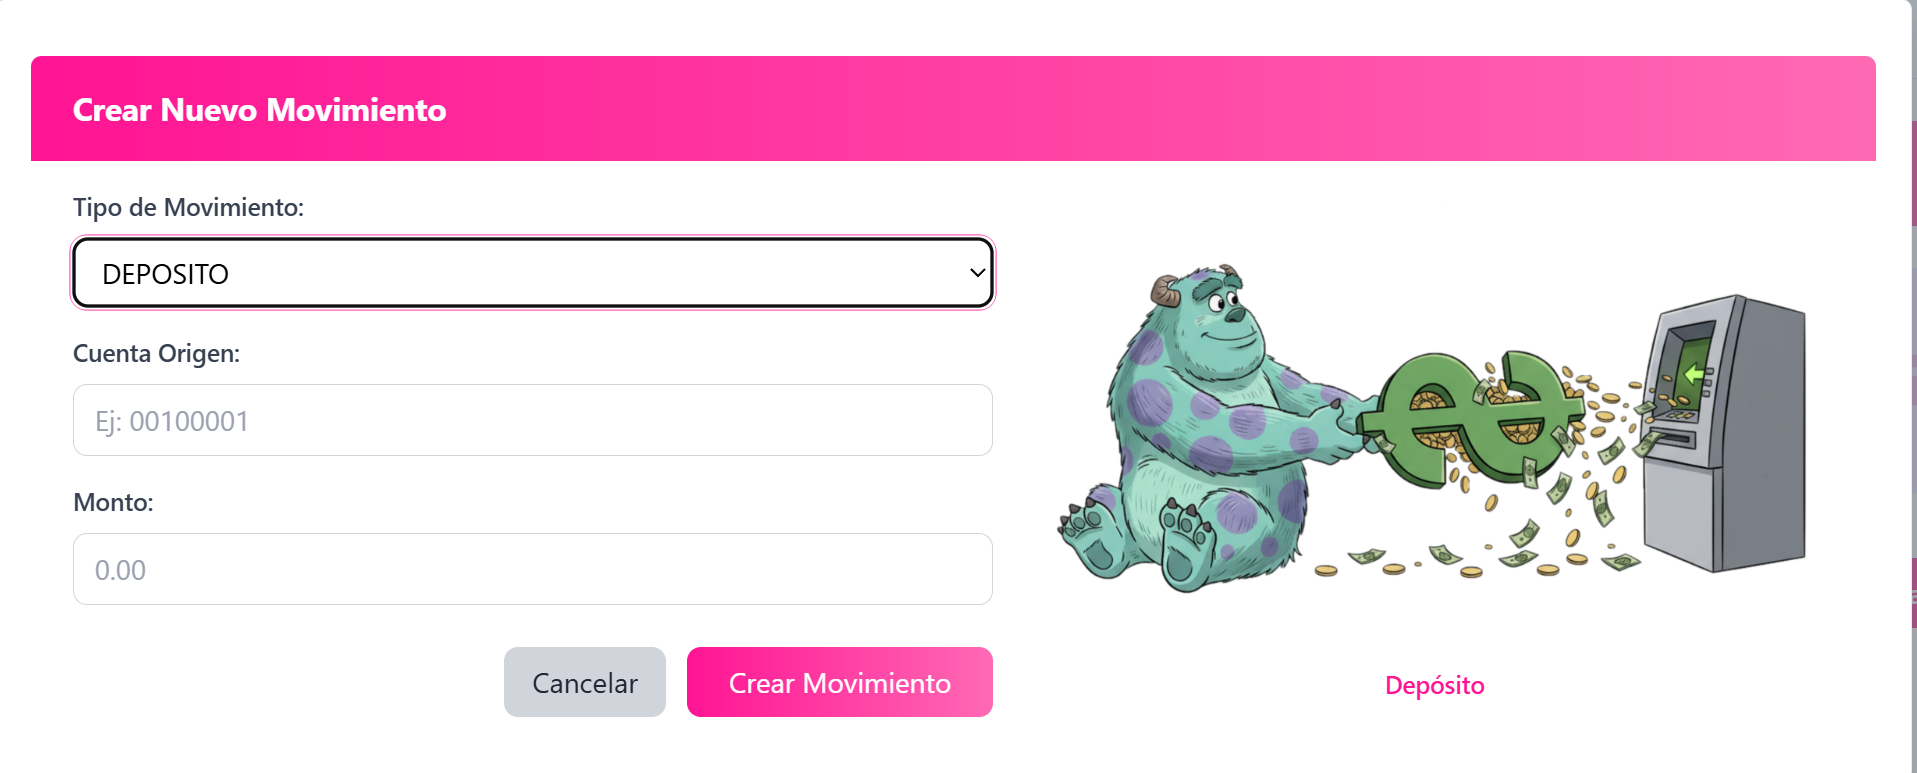 Crear Nuevo Movimiento
Tipo de Movimiento:
DEPOSITO
Cuenta Origen:
Ej: 00100001
Monto:
0.00
Cancelar
Crear Movimiento
Depósito